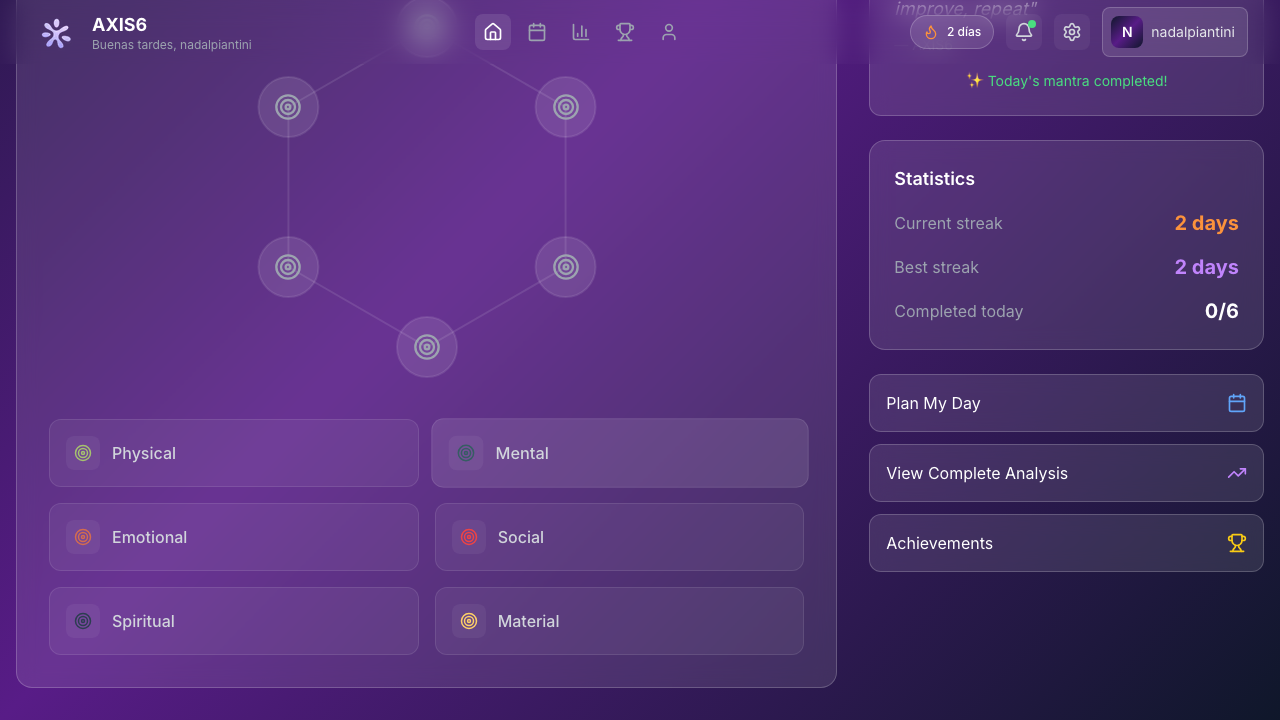 AXIS6
Buenas tardes, nadalpiantini
improve, repeat"
2 días
N
nadalpiantini
✨ Today's mantra completed!
Statistics
Current streak
2 days
Best streak
2 days
Completed today
0/6
Physical
Mental
Emotional
Social
Spiritual
Material
Plan My Day
View Complete Analysis
Achievements